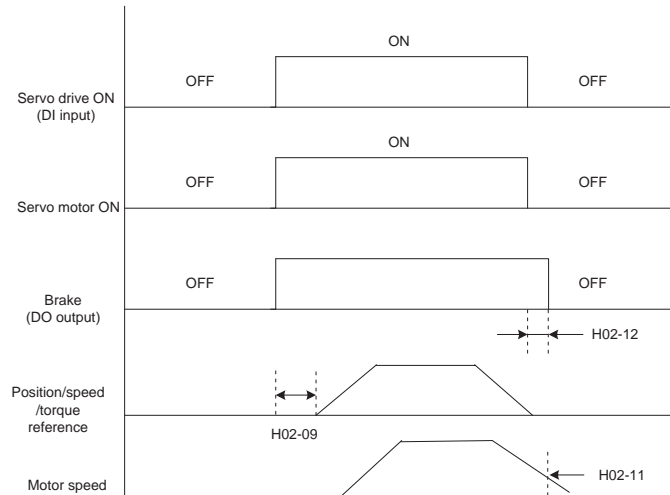 ON
OFF
OFF
Servo drive ON
(DI input)
ON
OFF
OFF
Servo motor ON
OFF
OFF
Brake
(DO output)
H02-12
Position/speed
/torque
reference
H02-09
H02-11
Motor speed